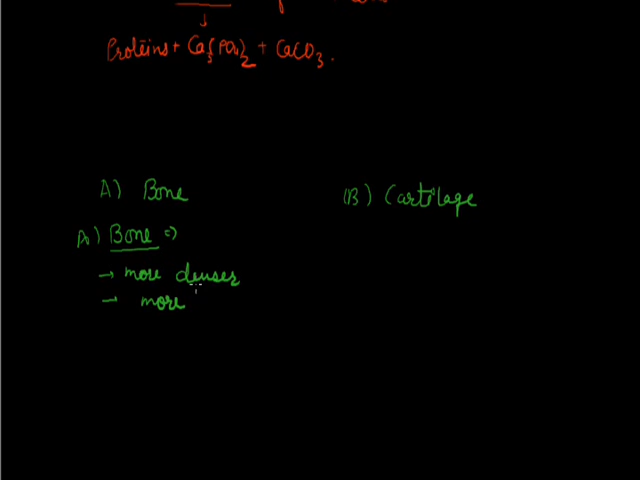 Proteins + Ca3(PO4)2 + CaCO3.
A) Bone
(B) Cartilage
A) Bone =>
→ more denser
→ more